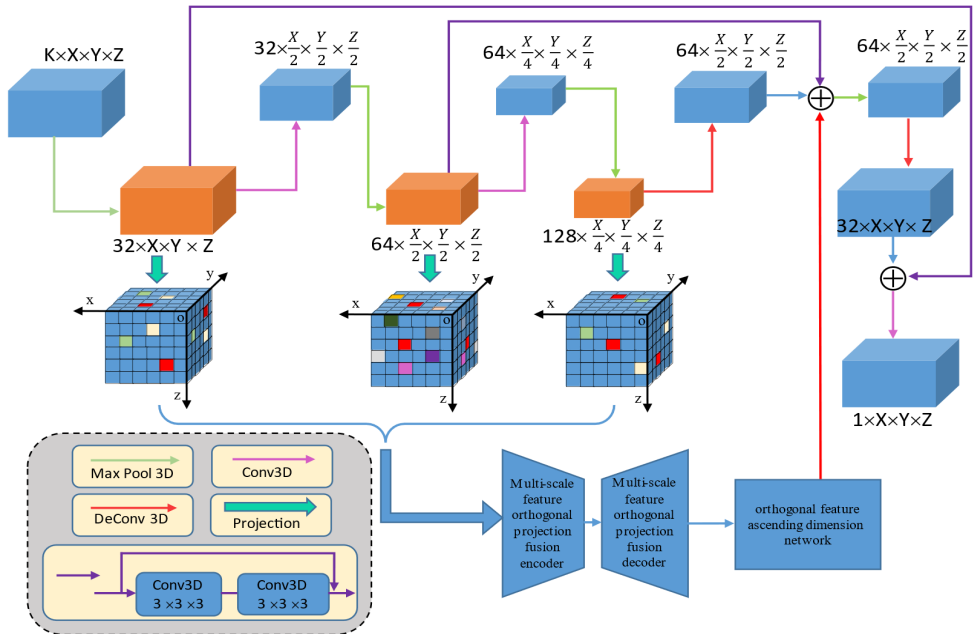 K×X×Y×Z
32×X/2×Y/2×Z/2
64×X/4×Y/4×Z/4
64×X/2×Y/2×Z/2
64×X/2×Y/2×Z/2
32×X×Y × Z
64×X/2×Y/2×Z/2
128×X/4×Y/4×Z/4
32×X×Y× Z
x
y
o
z
x
y
o
z
x
y
o
z
1×X×Y×Z
Max Pool 3D
Conv3D
DeConv 3D
Projection
Conv3D
3 ×3 ×3
Conv3D
3 ×3 ×3
Multi-scale
feature
orthogonal
projection
fusion
encoder
Multi-scale
feature
orthogonal
projection
fusion
decoder
orthogonal feature
ascending dimension
network